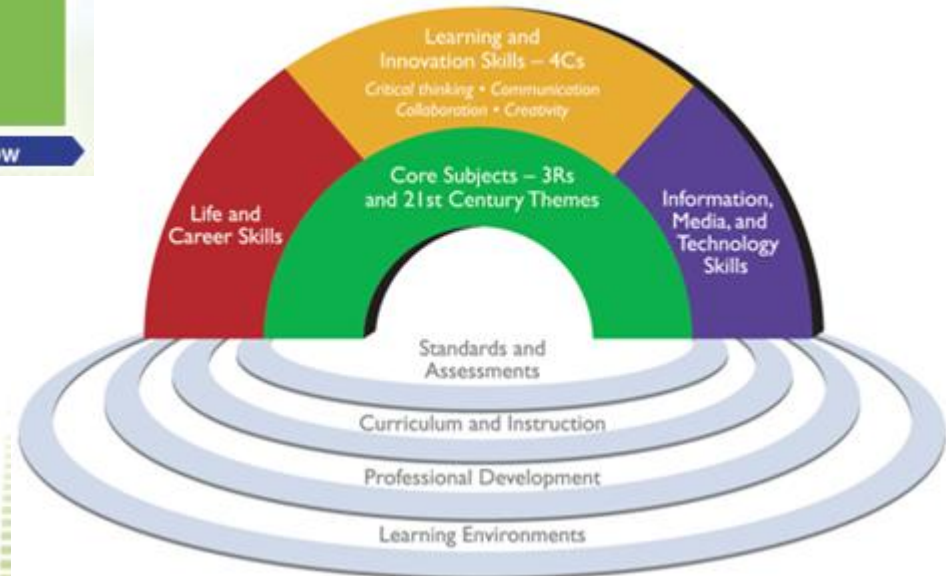 Learning and
Innovation Skills – 4Cs
Critical thinking • Communication
Collaboration • Creativity
Core Subjects – 3Rs
and 21st Century Themes
Life and
Career Skills
Information,
Media, and
Technology
Skills
Standards and
Assessments
Curriculum and Instruction
Professional Development
Learning Environments